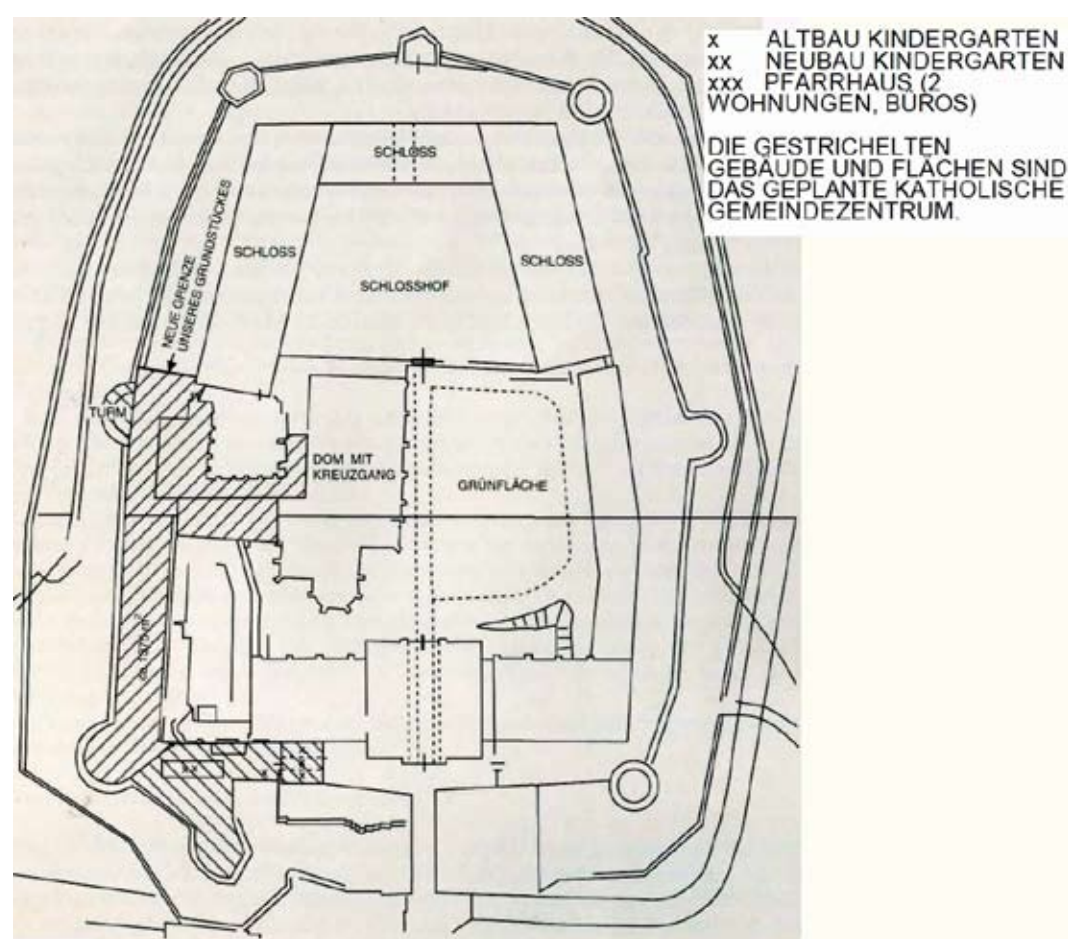 x ALTBAU KINDERGARTEN
xx NEUBAU KINDERGARTEN
xxx PFARRHAUS (2
WOHNUNGEN, BÜROS)
DIE GESTRICHELTEN
GEBÄUDE UND FLÄCHEN SIND
DAS GEPLANTE KATHOLISCHE
GEMEINDEZENTRUM.
SCHLOSS
NEUE GRENZE
UNSERES GRUNDSTÜCKES
SCHLOSS
SCHLOSSHOF
SCHLOSS
TURM
DOM MIT
KREUZGANG
GRÜNFLÄCHE
xx
x